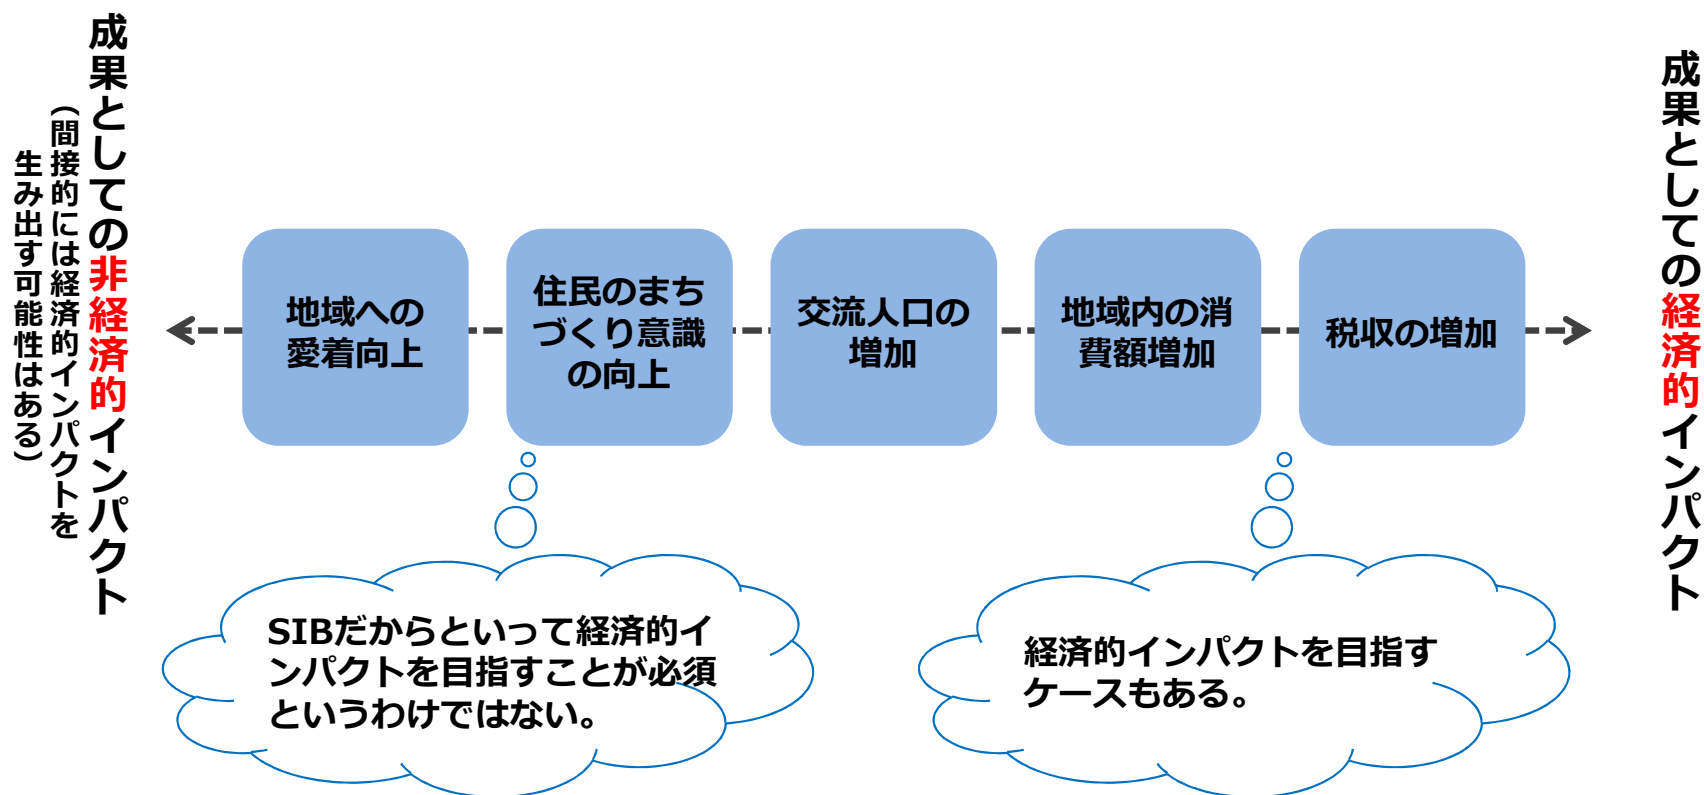 成果としての非経済的インパクト
（間接的には経済的インパクトを
生み出す可能性はある）
地域への
愛着向上
住民のまち
づくり意識
の向上
交流人口の
増加
地域内の消
費額増加
税収の増加
成果としての経済的インパクト
SIBだからといって経済的イ
ンパクトを目指すことが必須
というわけではない。
経済的インパクトを目指す
ケースもある。